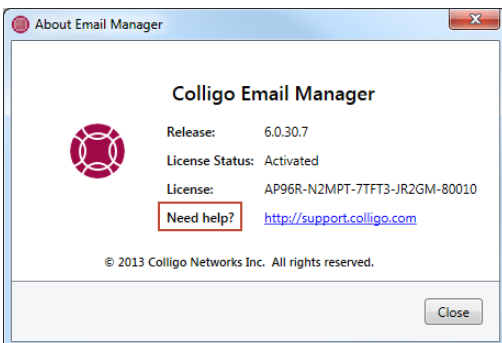 About Email Manager
Colligo Email Manager
Release: 6.0.30.7
License Status: Activated
License: AP96R-N2MPT-7TFT3-JR2GM-80010
Need help? http://support.colligo.com
© 2013 Colligo Networks Inc. All rights reserved.
Close